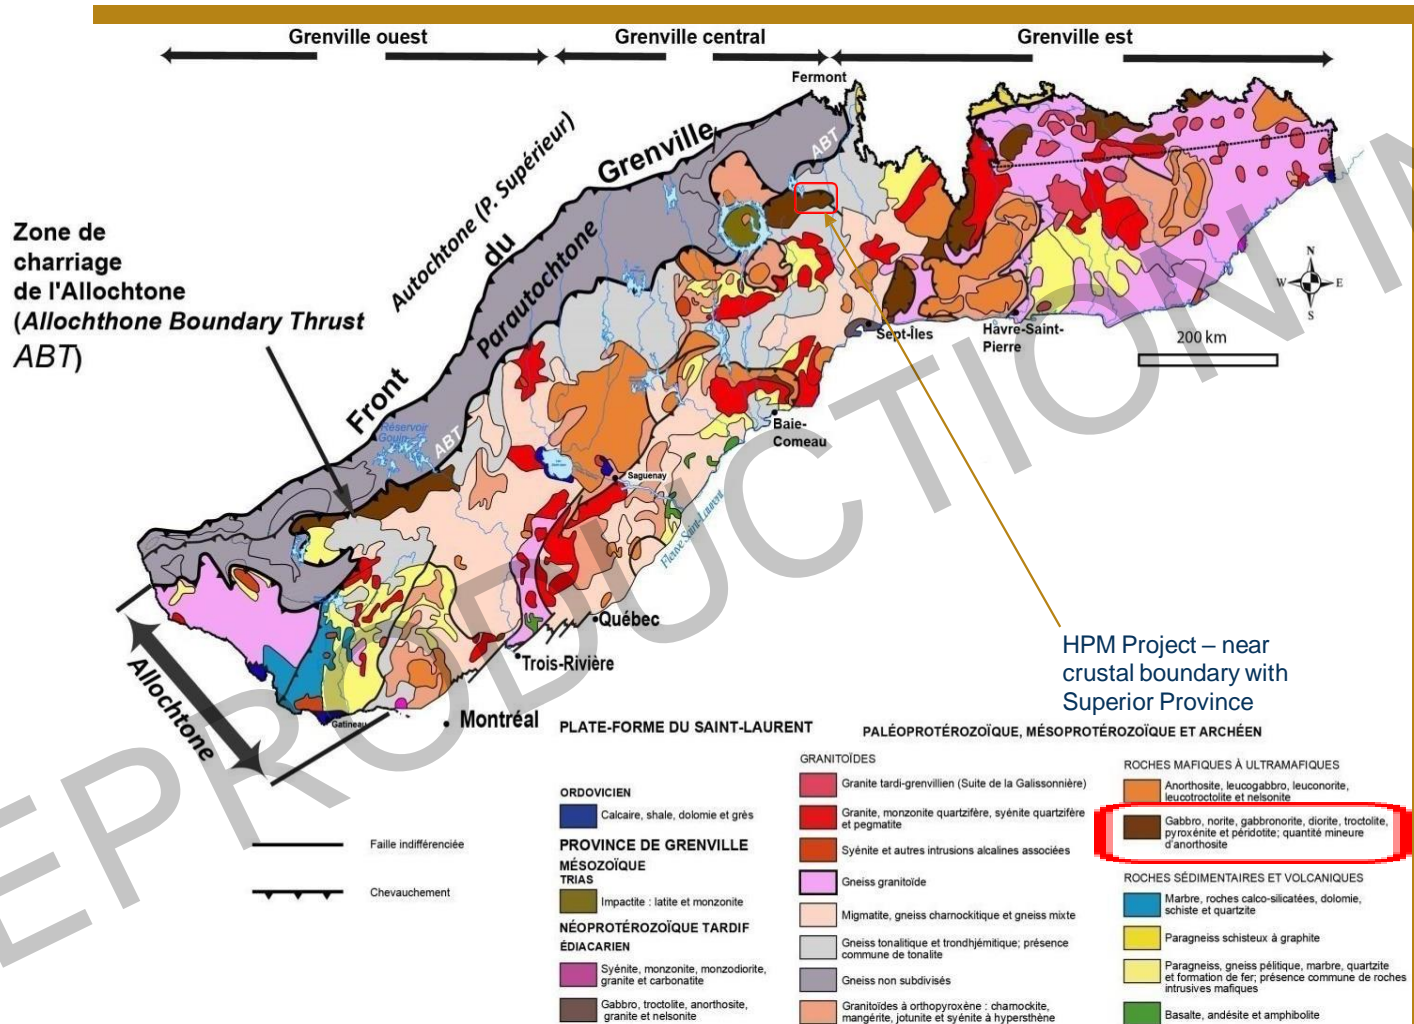 Grenville ouest
Grenville central
Grenville est
Fermont
Autochtone (P. Supérieur)
Front
du
Grenville
Parautochtone
ABT
ABT
Zone de
charriage
de l'Allochtone
(Allochthone Boundary Thrust
ABT)
N
W
E
S
200 km
Sept-Îles
Hàvre-Saint-
Pierre
Réservoir
Gouin
Baie-
Comeau
Saguenay
Fleuve Saint-Laurent
Québec
Trois-Rivière
Montréal
Gatineau
Allochtone
HPM Project – near
crustal boundary with
Superior Province
EPRODUCTION IN
Faille indifférenciée
Chevauchement
PLATE-FORME DU SAINT-LAURENT
ORDOVICIEN
Calcaire, shale, dolomie et grès
PROVINCE DE GRENVILLE
MÉSOZOÏQUE
TRIAS
Impactite : latite et monzonite
NÉOPROTÉROZOÏQUE TARDIF
ÉDIACARIEN
Syénite, monzonite, monzodiorite,
granite et carbonatite
Gabbro, troctolite, anorthosite,
granite et nelsonite
PALÉOPROTÉROZOÏQUE, MÉSOPROTÉROZOÏQUE ET ARCHÉEN
GRANITOÏDES
Granite tardi-grenvillien (Suite de la Galissonnière)
Granite, monzonite quartzifère, syénite quartzifère
et pegmatite
Syénite et autres intrusions alcalines associées
Gneiss granitoïde
Migmatite, gneiss charnockitique et gneiss mixte
Gneiss tonalitique et trondhjémitique; présence
commune de tonalite
Gneiss non subdivisés
Granitoïdes à orthopyroxène : charnockite,
mangérite, jotunite et syénite à hypersthène
ROCHES MAFIQUES À ULTRAMAFIQUES
Anorthosite, leucogabbro, leuconorite,
leucotroctolite et nelsonite
Gabbro, norite, gabbronorite, diorite, troctolite,
pyroxénite et péridotite; quantité mineure
d'anorthosite
ROCHES SÉDIMENTAIRES ET VOLCANIQUES
Marbre, roches calco-silicatées, dolomie,
schiste et quartzite
Paragneiss schisteux à graphite
Paragneiss, gneiss pélitique, marbre, quartzite
et formation de fer; présence commune de roches
intrusives mafiques
Basalte, andésite et amphibolite